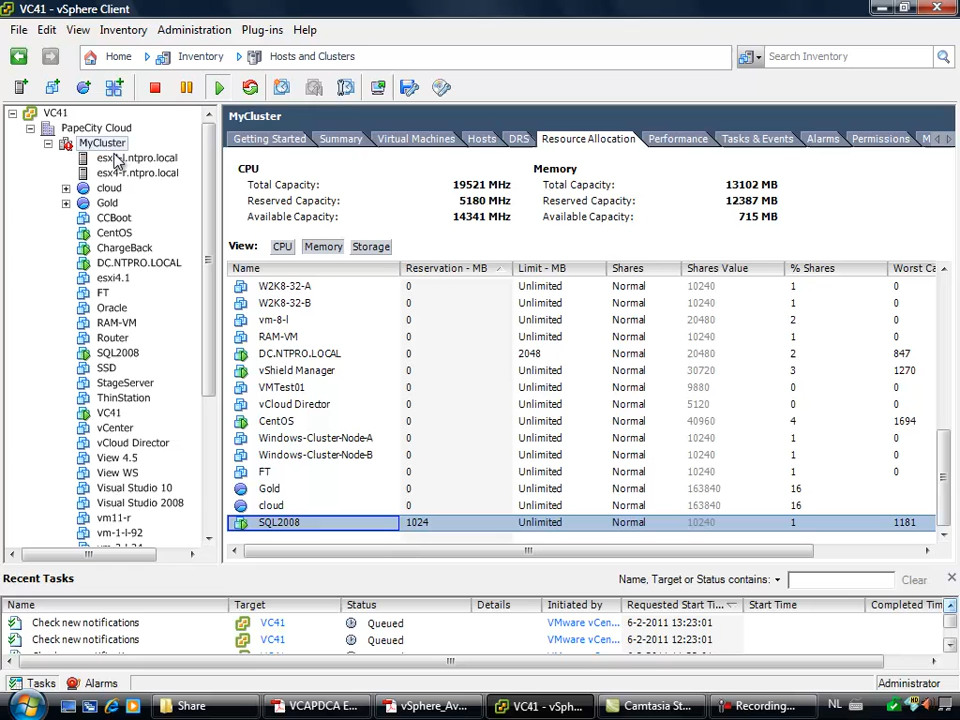 VC41 - vSphere Client
File Edit View Inventory Administration Plug-ins Help
Home Inventory Hosts and Clusters Search Inventory
VC41
PapeCity Cloud
MyCluster
esx4-r.ntpro.local
cloud
Gold
CCBoot
CentOS
ChargeBack
DC.NTPRO.LOCAL
esxi4.1
FT
Oracle
RAM-VM
Router
SQL2008
SSD
StageServer
ThinStation
VC41
vCenter
vCloud Director
View 4.5
View WS
Visual Studio 10
Visual Studio 2008
vm11-r
vm-1-l-92
MyCluster
Getting Started Summary Virtual Machines Hosts DRS Resource Allocation Performance Tasks & Events Alarms Permissions M
CPU Memory
Total Capacity: 19521 MHz Total Capacity: 13102 MB
Reserved Capacity: 5180 MHz Reserved Capacity: 12387 MB
Available Capacity: 14341 MHz Available Capacity: 715 MB
View: CPU Memory Storage
Name Reservation - MB Limit - MB Shares Shares Value % Shares Worst Ca
W2K8-32-A 0 Unlimited Normal 10240 1 0
W2K8-32-B 0 Unlimited Normal 10240 1 0
vm-8-l 0 Unlimited Normal 20480 2 0
RAM-VM 0 Unlimited Normal 10240 1 0
DC.NTPRO.LOCAL 0 2048 Normal 20480 2 847
vShield Manager 0 Unlimited Normal 30720 3 1270
VMTest01 0 Unlimited Normal 9880 0 0
vCloud Director 0 Unlimited Normal 5120 0 0
CentOS 0 Unlimited Normal 40960 4 1694
Windows-Cluster-Node-A 0 Unlimited Normal 10240 1 0
Windows-Cluster-Node-B 0 Unlimited Normal 10240 1 0
FT 0 Unlimited Normal 10240 1 0
Gold 0 Unlimited Normal 163840 16
cloud 0 Unlimited Normal 163840 16
SQL2008 1024 Unlimited Normal 10240 1 1181
Recent Tasks Name, Target or Status contains: Clear
Name Target Status Details Initiated by Requested Start Ti... Start Time Completed Tim
Check new notifications VC41 Queued VMware vCen... 6-2-2011 13:23:01
Check new notifications VC41 Queued VMware vCen... 6-2-2011 12:23:01
Tasks Alarms Administrator
Share VCAPDCA E... vSphere_Av... VC41 - vSph... Camtasia St... Recording... NL